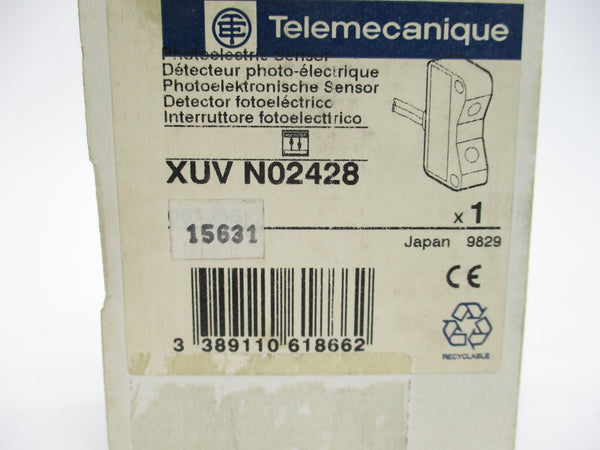 Telemecanique
Photoelectric Sensor
Détecteur photo-électrique
Photoelektronische Sensor
Detector fotoeléctrico
Interruttore fotoelettrico
XUV N02428
15631
x 1
Japan 9829
CE
3 389110 618662
RECYCLABLE